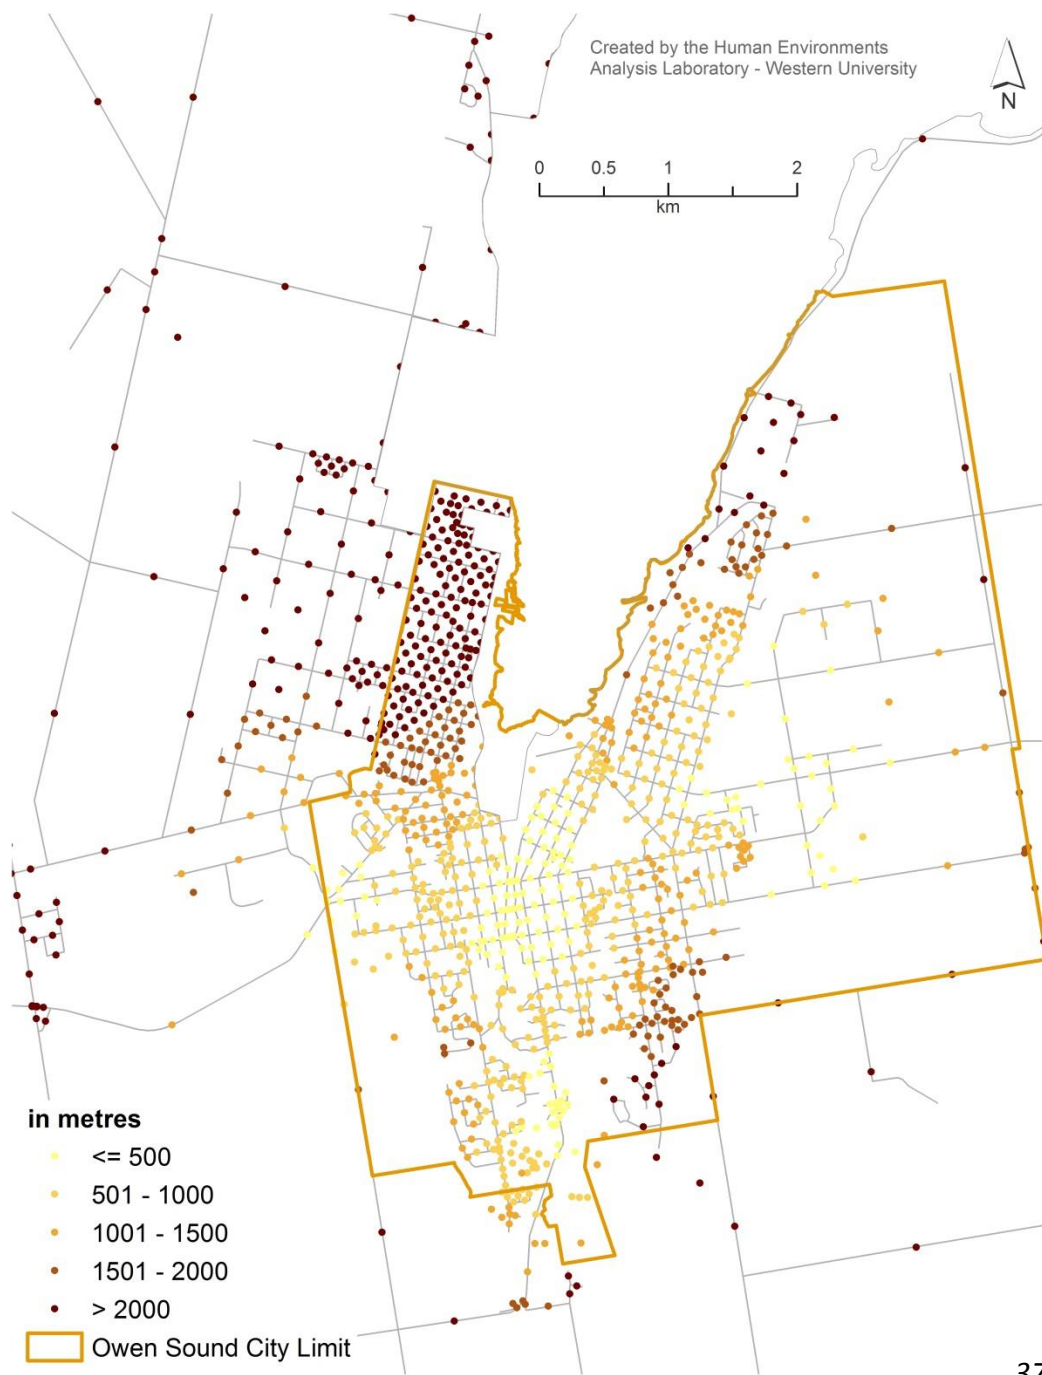 Created by the Human Environments
Analysis Laboratory - Western University
N
0 0.5 1 2
km
in metres
<= 500
501 - 1000
1001 - 1500
1501 - 2000
> 2000
Owen Sound City Limit
37